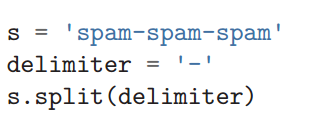 s = 'spam-spam-spam'
delimiter = '-'
s.split(delimiter)